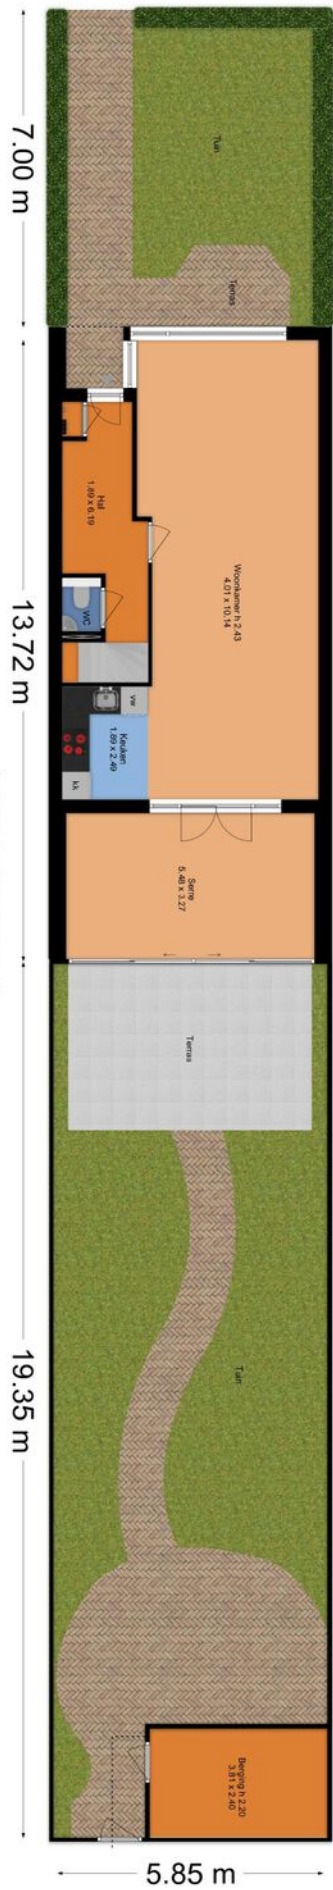 7.00 m
Tuin
Terras
13.72 m
Woonkamer h 2.43
4.01 x 10.14
Hal
1.89 x 6.19
WC
vw
Keuken
1.89 x 2.49
kk
Serre
5.48 x 3.27
Terras
19.35 m
Tuin
Berging h 2.20
3.81 x 2.40
5.85 m